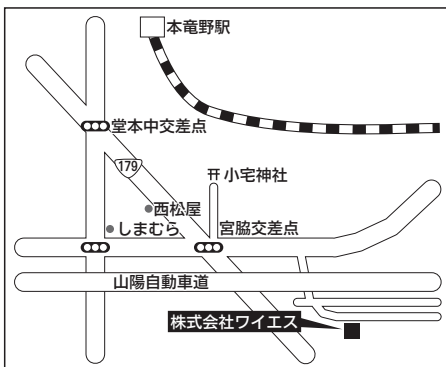 本竜野駅
堂本中交差点
179
小宅神社
西松屋
しまむら
宮脇交差点
山陽自動車道
株式会社ワイエス